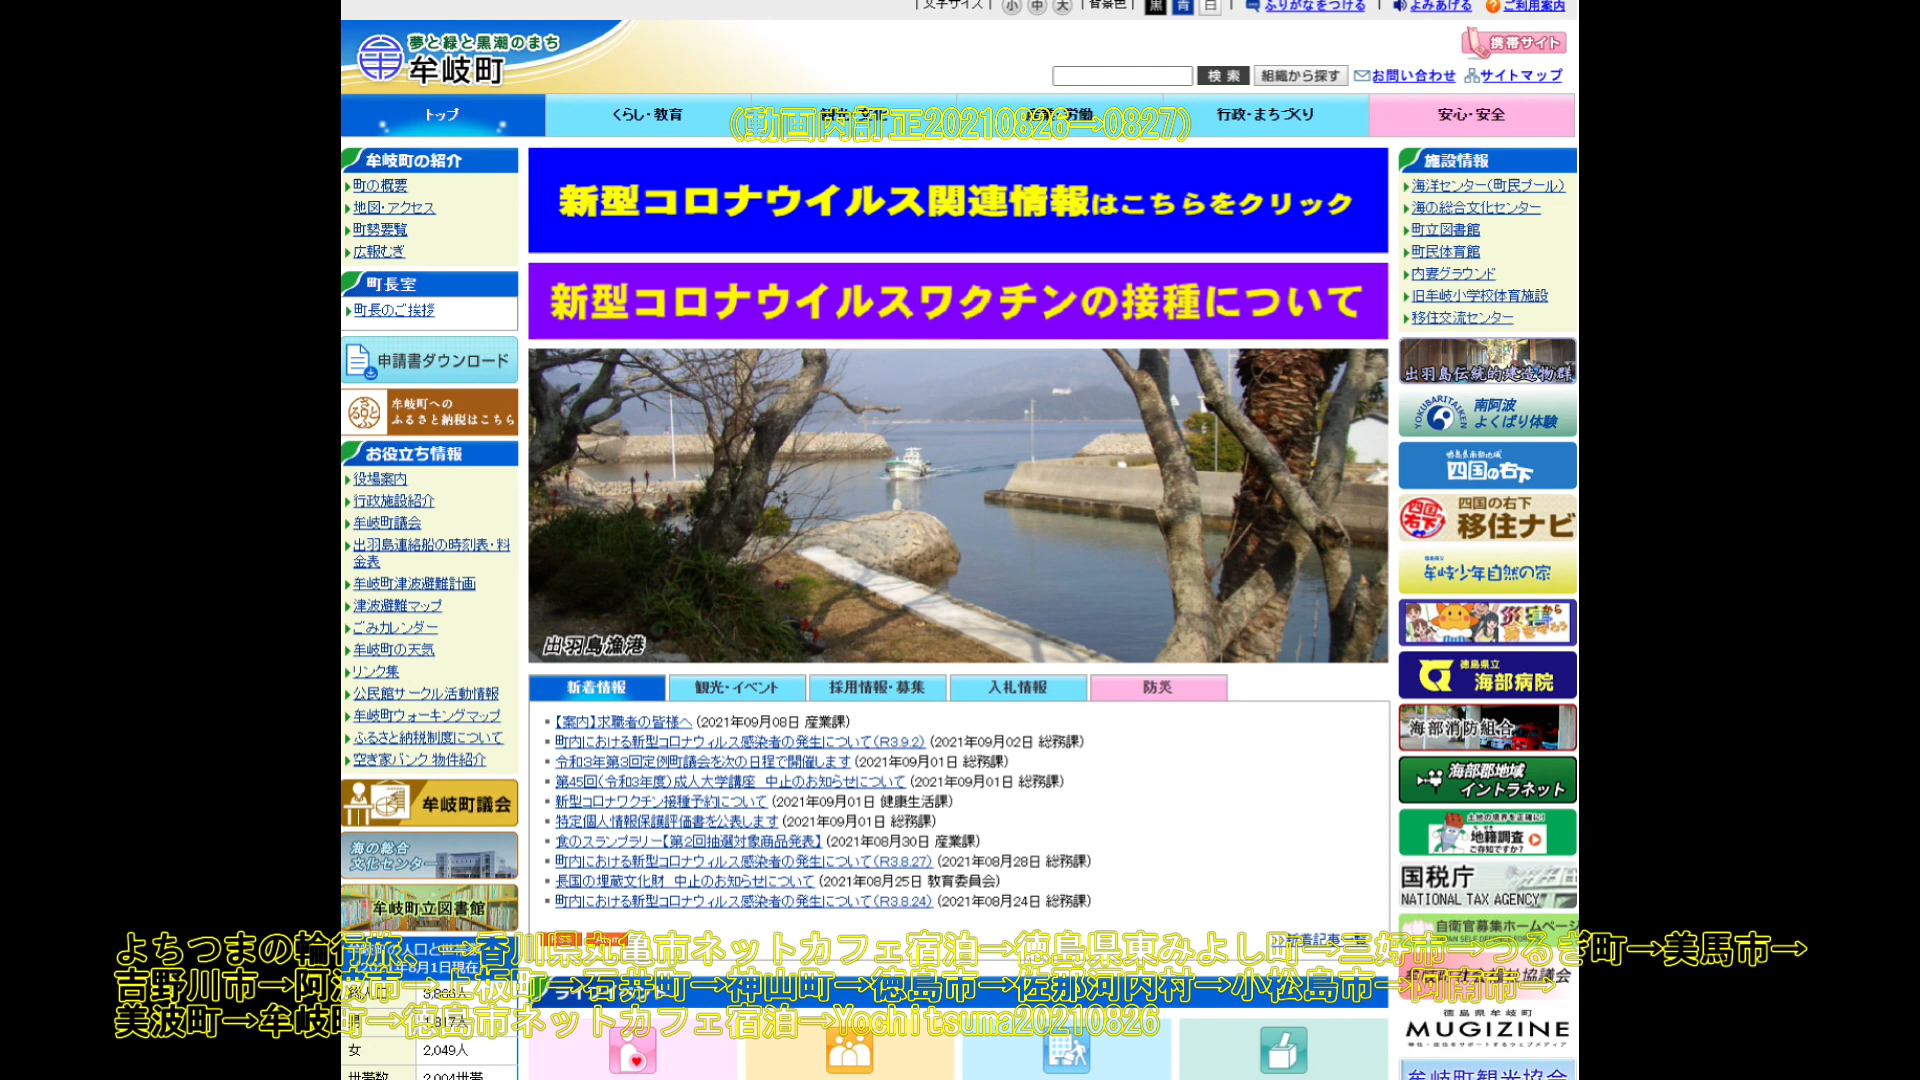 文字サイズ 小 中 大 背景色 黒 青 白 ふりがなをつける よみあげる ご利用案内
夢と緑と黒潮のまち
牟岐町
携帯サイト
検索 組織から探す お問い合わせ サイトマップ
トップ くらし・教育 行政・まちづくり 安心・安全
(動画内訂正20210826→0827)
牟岐町の紹介
町の概要
地図・アクセス
町勢要覧
広報むぎ
町長室
町長のご挨拶
申請書ダウンロード
牟岐町への
ふるさと納税はこちら
お役立ち情報
役場案内
行政施設紹介
牟岐町議会
出羽島連絡船の時刻表・料
金表
牟岐町津波避難計画
津波避難マップ
ごみカレンダー
牟岐町の天気
リンク集
公民館サークル活動情報
牟岐町ウォーキングマップ
ふるさと納税制度について
空き家バンク 物件紹介
牟岐町議会
海の総合
文化センター
牟岐町立図書館
新型コロナウイルス関連情報はこちらをクリック
新型コロナウイルスワクチンの接種について
出羽島漁港
新着情報 観光・イベント 採用情報・募集 入札情報 防災
【案内】求職者の皆様へ (2021年09月08日 産業課)
町内における新型コロナウィルス感染者の発生について(R3.9.2) (2021年09月02日 総務課)
令和3年第3回定例町議会を次の日程で開催します (2021年09月01日 総務課)
第45回(令和3年度)成人大学講座 中止のお知らせについて (2021年09月01日 総務課)
新型コロナワクチン接種予約について (2021年09月01日 健康生活課)
特定個人情報保護評価書を公表します (2021年09月01日 総務課)
食のスランプラリー【第2回抽選対象商品発表】 (2021年08月30日 産業課)
町内における新型コロナウィルス感染者の発生について(R3.8.27) (2021年08月28日 総務課)
長国の埋蔵文化財 中止のお知らせについて (2021年08月25日 教育委員会)
町内における新型コロナウィルス感染者の発生について(R3.8.24) (2021年08月24日 総務課)
施設情報
海洋センター(町民プール)
海の総合文化センター
町立図書館
町民体育館
内妻グラウンド
旧牟岐小学校体育施設
移住交流センター
出羽島伝統的建造物群
南阿波
よくばり体験
四国の右下
四国の右下
移住ナビ
牟岐少年自然の家
徳島県立
海部病院
海部消防組合
海部郡地域
イントラネット
土地の境界を正確に!
地籍調査
ご存知ですか?
国税庁
NATIONAL TAX AGENCY
自衛官募集ホームページ
よちつまの輪行旅、→香川県丸亀市ネットカフェ宿泊→徳島県東みよし町→三好市→つるぎ町→美馬市→
吉野川市→阿波市→上板町→石井町→神山町→徳島市→佐那河内村→小松島市→阿南市→
美波町→牟岐町→徳島市ネットカフェ宿泊→Yochitsuma20210826
徳島県牟岐町
MUGIZINE
女 2,049人
世帯数 2,004世帯
牟岐町観光協会